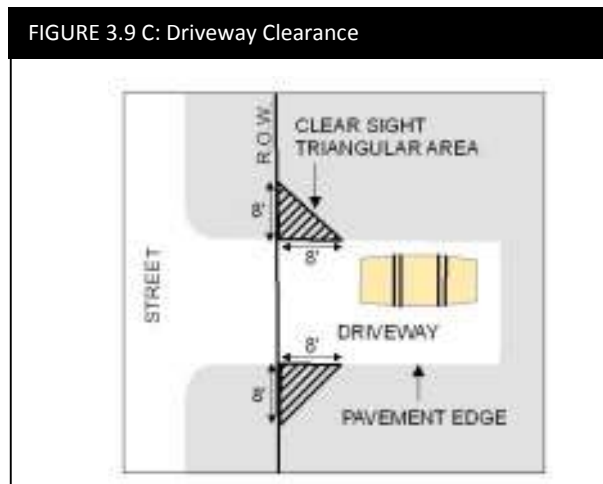 FIGURE 3.9 C: Driveway Clearance
R.O.W.
CLEAR SIGHT
TRIANGULAR AREA
8'
8'
STREET
DRIVEWAY
8'
8'
PAVEMENT EDGE